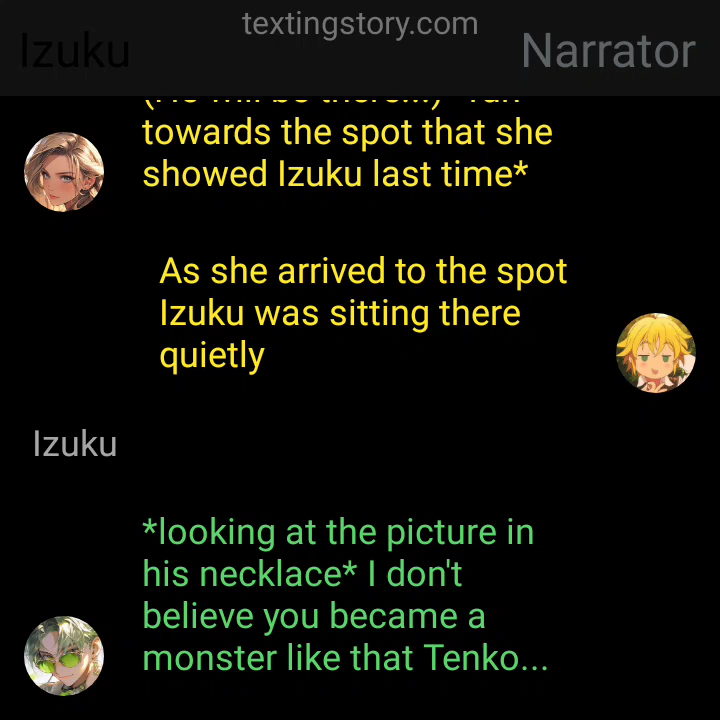 textingstory.com
Izuku
Narrator
towards the spot that she
showed Izuku last time*
As she arrived to the spot
Izuku was sitting there
quietly
Izuku
*looking at the picture in
his necklace* I don't
believe you became a
monster like that Tenko...